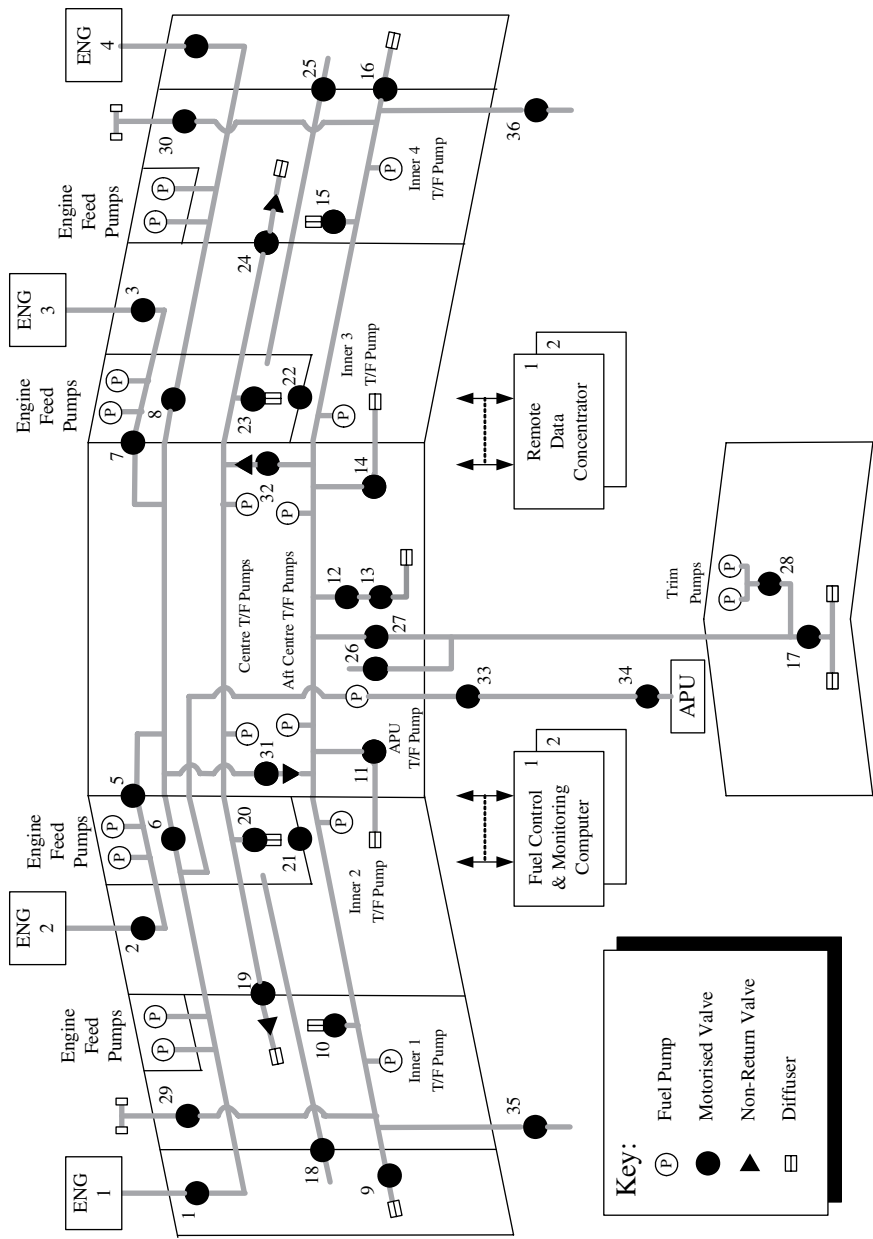 ENG
1
ENG
2
ENG
3
ENG
4
Engine
Feed
Pumps
Engine
Feed
Pumps
Engine
Feed
Pumps
Engine
Feed
Pumps
1
29
P
P
2
P
P
5
6
7
8
P
P
3
P
P
30
18
9
19
10
20
21
31
32
P
P
23
22
24
15
25
16
P
Inner 1
T/F Pump
P
Inner 2
T/F Pump
Centre T/F Pumps
Aft Centre T/F Pumps
P
P
P
Inner 3
T/F Pump
P
Inner 4
T/F Pump
P
11
APU
T/F Pump
26
27
12
13
14
35
36
33
34
APU
Trim
Pumps
P
P
28
17
Fuel Control
& Monitoring
Computer
1
2
Remote
Data
Concentrator
1
2
Key:
P
Fuel Pump
Motorised Valve
Non-Return Valve
Diffuser